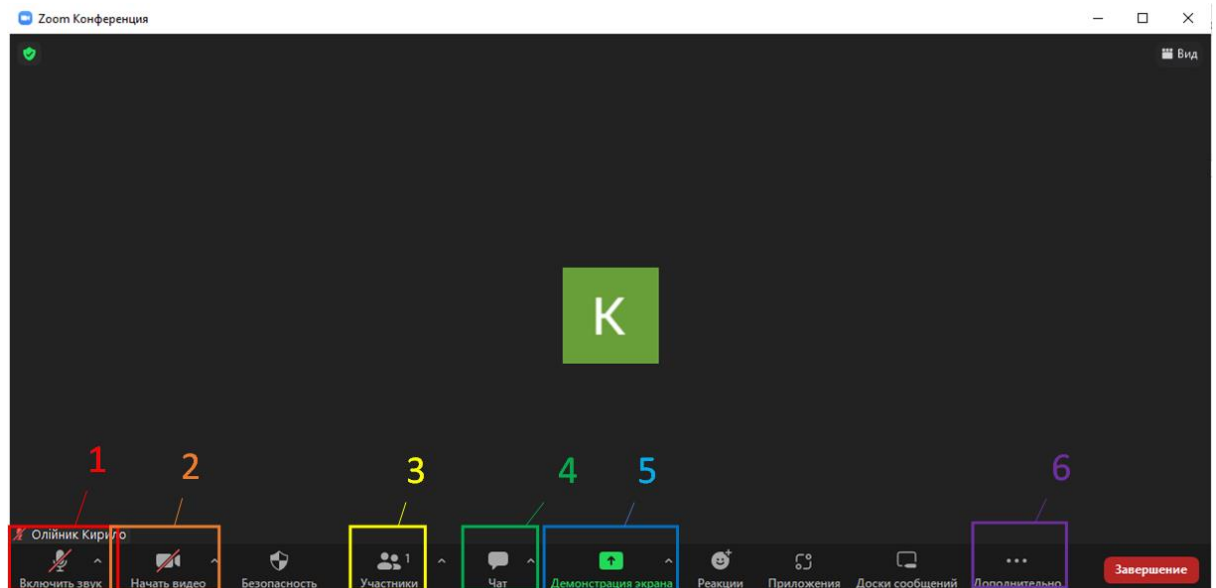 Zoom Конференция
Вид
K
1 2 3 4 5 6
Олійник Кирило
1
Включить звук Начать видео Безопасность Участники Чат Демонстрация экрана Реакции Приложения Доски сообщений Дополнительно Завершение